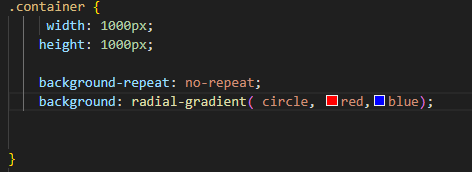 .container {
width: 1000px;
height: 1000px;
background-repeat: no-repeat;
background: radial-gradient( circle, red,blue);
}